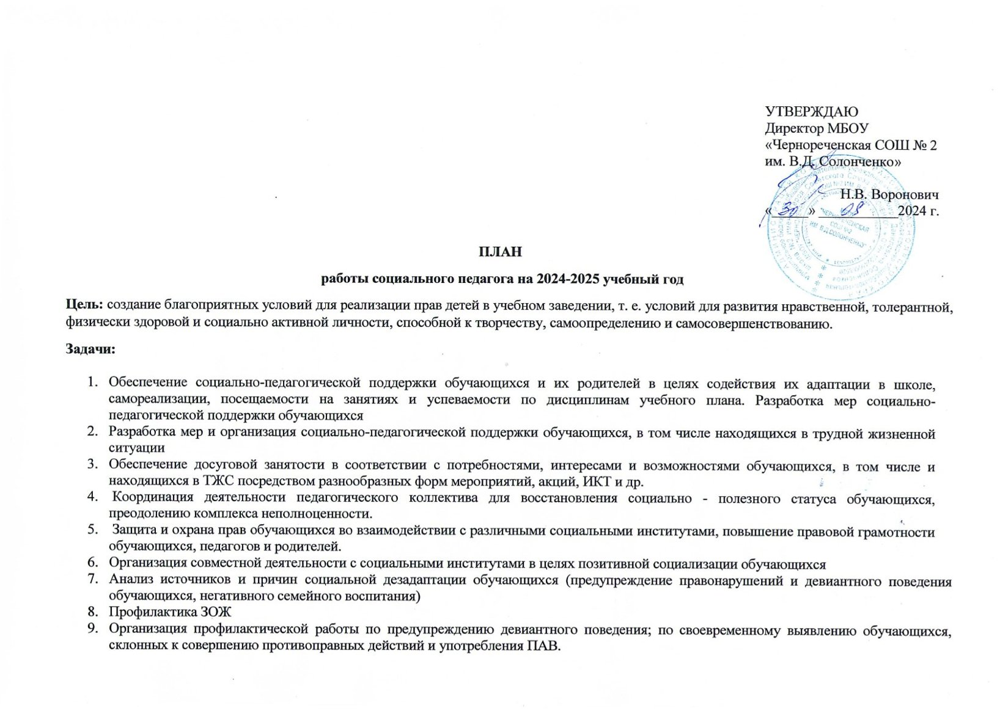 УТВЕРЖДАЮ
Директор МБОУ
«Чернореченская СОШ № 2
им. В.Д. Солонченко»
Н.В. Воронович
«30» 08 2024 г.
"ЧЕРНОРЕЧЕНСКАЯ
СОШ №2
ИМ. В.Д.СОЛОНЧЕНКО"
ПЛАН
работы социального педагога на 2024-2025 учебный год
Цель: создание благоприятных условий для реализации прав детей в учебном заведении, т. е. условий для развития нравственной, толерантной,
физически здоровой и социально активной личности, способной к творчеству, самоопределению и самосовершенствованию.
Задачи:
1. Обеспечение социально-педагогической поддержки обучающихся и их родителей в целях содействия их адаптации в школе,
самореализации, посещаемости на занятиях и успеваемости по дисциплинам учебного плана. Разработка мер социально-
педагогической поддержки обучающихся
2. Разработка мер и организация социально-педагогической поддержки обучающихся, в том числе находящихся в трудной жизненной
ситуации
3. Обеспечение досуговой занятости в соответствии с потребностями, интересами и возможностями обучающихся, в том числе и
находящихся в ТЖС посредством разнообразных форм мероприятий, акций, ИКТ и др.
4. Координация деятельности педагогического коллектива для восстановления социально - полезного статуса обучающихся,
преодолению комплекса неполноценности.
5. Защита и охрана прав обучающихся во взаимодействии с различными социальными институтами, повышение правовой грамотности
обучающихся, педагогов и родителей.
6. Организация совместной деятельности с социальными институтами в целях позитивной социализации обучающихся
7. Анализ источников и причин социальной дезадаптации обучающихся (предупреждение правонарушений и девиантного поведения
обучающихся, негативного семейного воспитания)
8. Профилактика ЗОЖ
9. Организация профилактической работы по предупреждению девиантного поведения; по своевременному выявлению обучающихся,
склонных к совершению противоправных действий и употребления ПАВ.